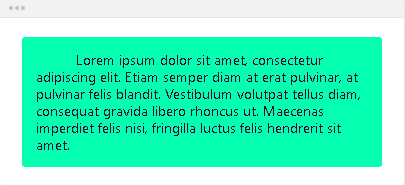 Lorem ipsum dolor sit amet, consectetur
adipiscing elit. Etiam semper diam at erat pulvinar, at
pulvinar felis blandit. Vestibulum volutpat tellus diam,
consequat gravida libero rhoncus ut. Maecenas
imperdiet felis nisi, fringilla luctus felis hendrerit sit
amet.